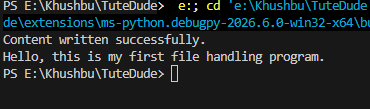 PS E:\Khushbu\TuteDude> e:; cd 'e:\Khushbu\TuteDude
de\extensions\ms-python.debugpy-2026.6.0-win32-x64\bu
Content written successfully.
Hello, this is my first file handling program.
PS E:\Khushbu\TuteDude>